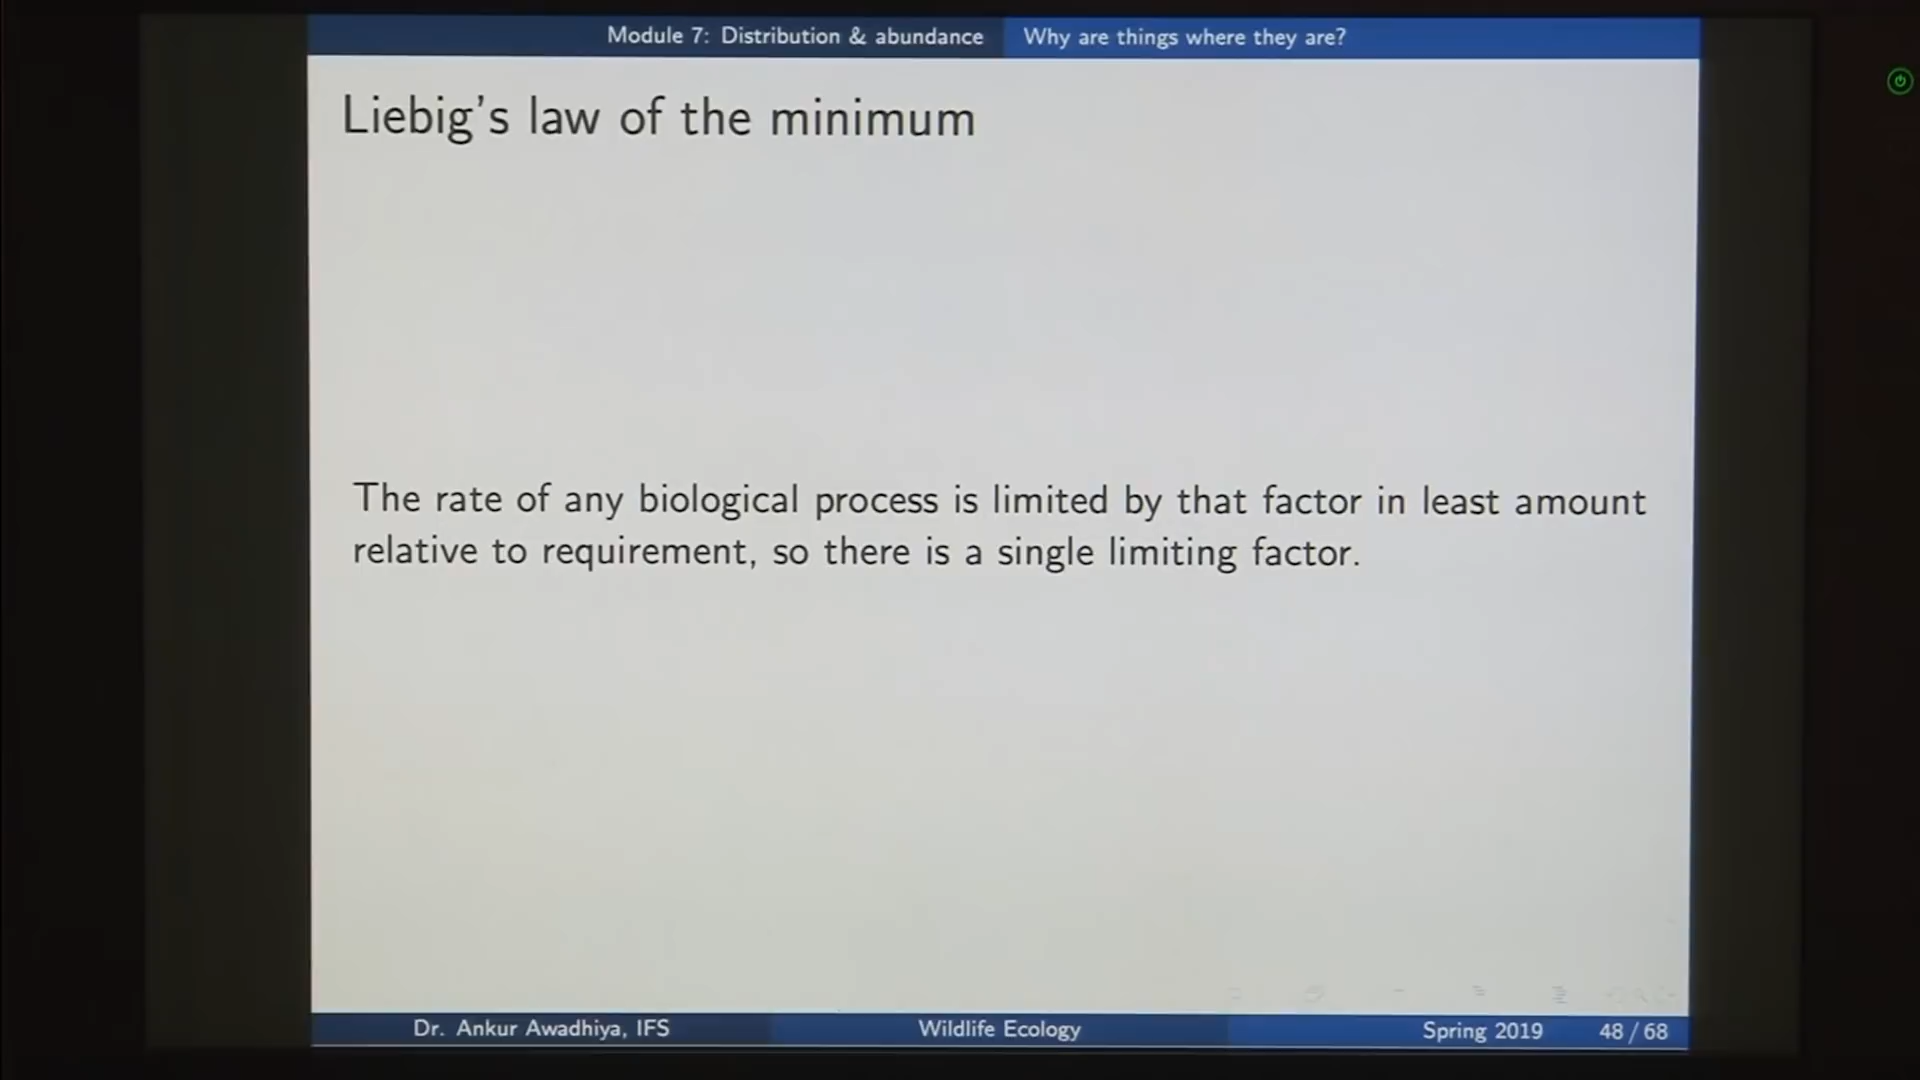 Module 7: Distribution & abundance Why are things where they are?
Liebig's law of the minimum
The rate of any biological process is limited by that factor in least amount
relative to requirement, so there is a single limiting factor.
Dr. Ankur Awadhiya, IFS Wildlife Ecology Spring 2019 48 / 68